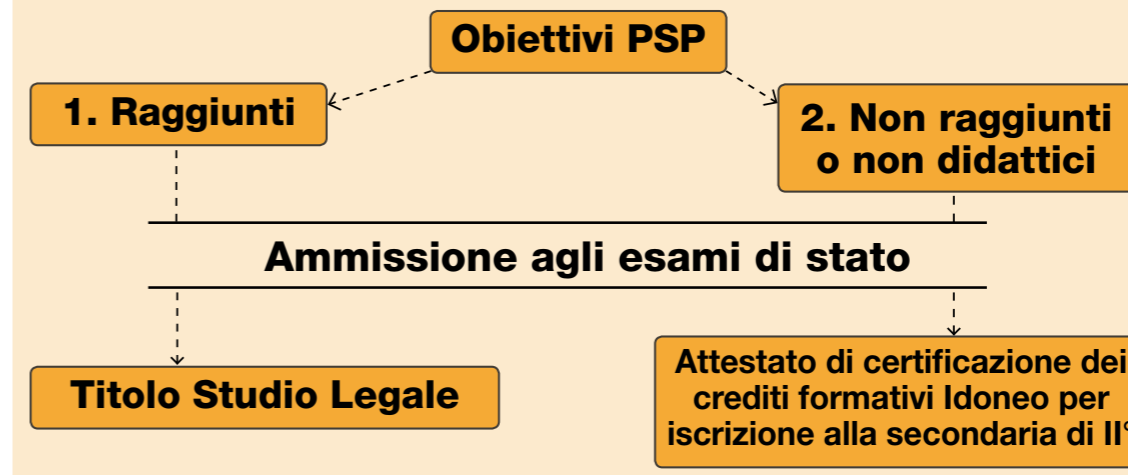 Obiettivi PSP
1. Raggiunti
2. Non raggiunti
o non didattici
Ammissione agli esami di stato
Titolo Studio Legale
Attestato di certificazione dei
crediti formativi Idoneo per
iscrizione alla secondaria di II°